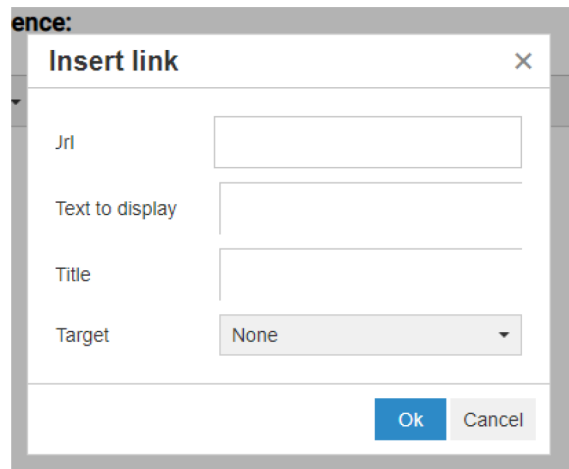 ence:
Insert link ×
Jrl
Text to display
Title
Target None
Ok Cancel